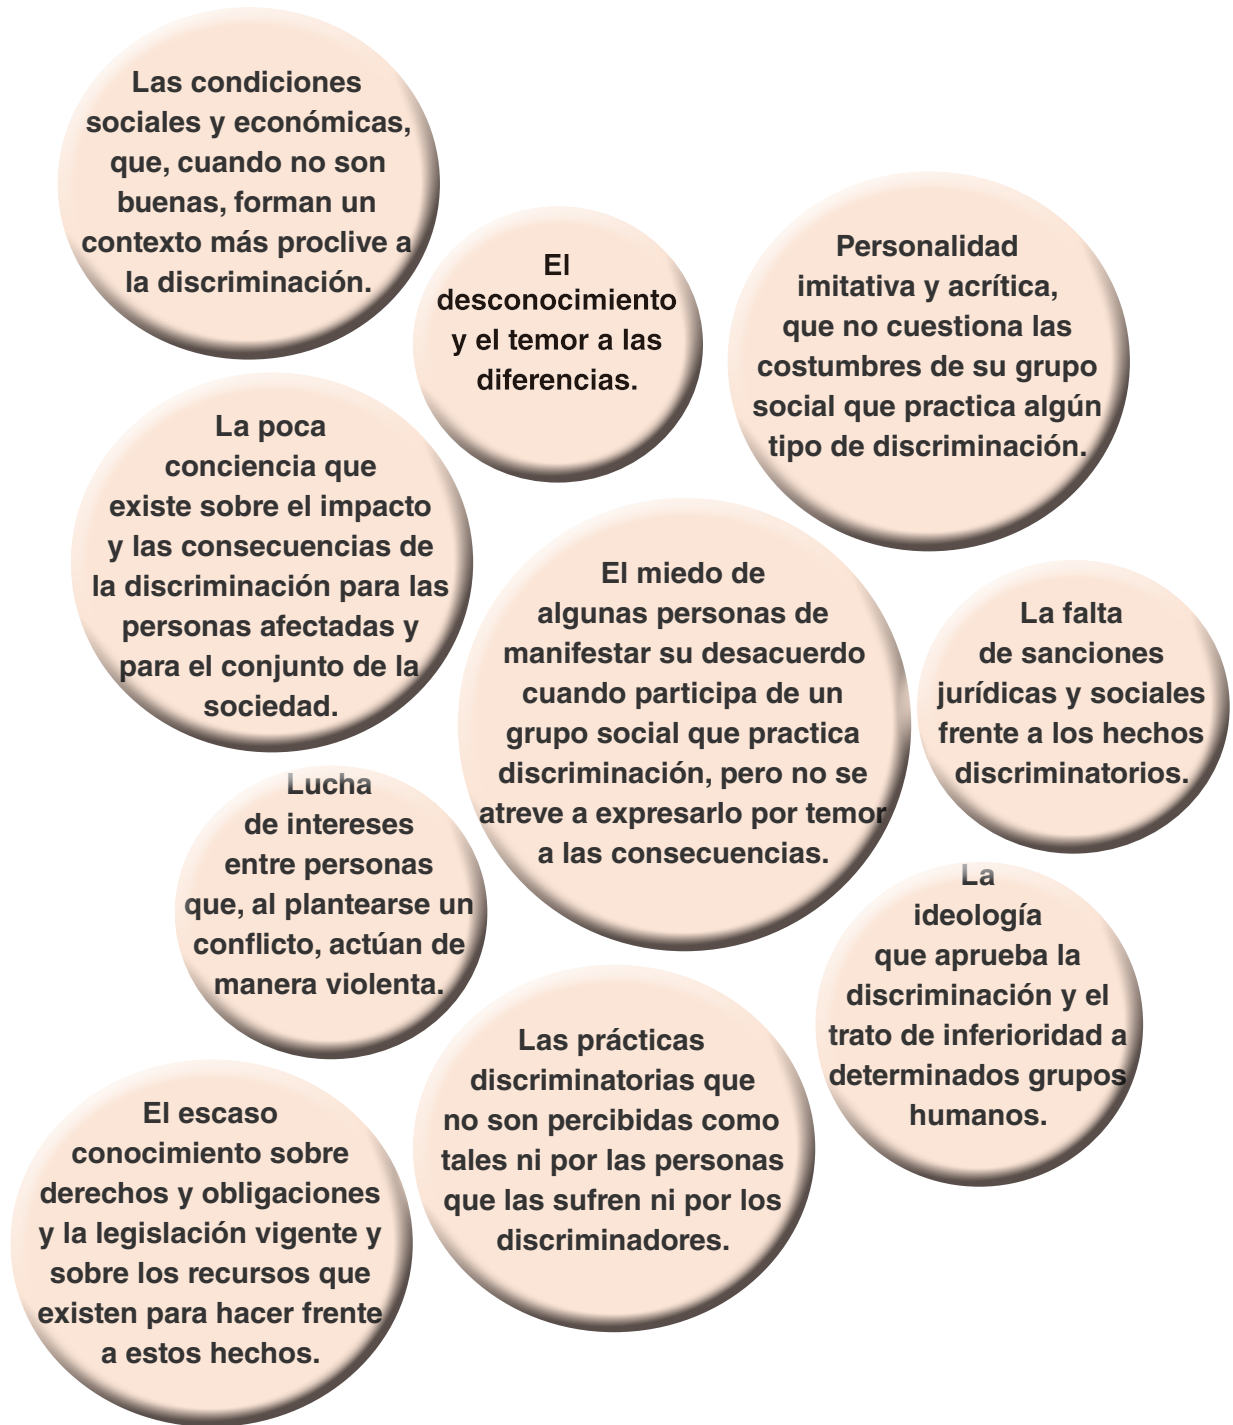 Las condiciones
sociales y económicas,
que, cuando no son
buenas, forman un
contexto más proclive a
la discriminación.
El
desconocimiento
y el temor a las
diferencias.
Personalidad
imitativa y acrítica,
que no cuestiona las
costumbres de su grupo
social que practica algún
tipo de discriminación.
La poca
conciencia que
existe sobre el impacto
y las consecuencias de
la discriminación para las
personas afectadas y
para el conjunto de la
sociedad.
El miedo de
algunas personas de
manifestar su desacuerdo
cuando participa de un
grupo social que practica
discriminación, pero no se
atreve a expresarlo por temor
a las consecuencias.
La falta
de sanciones
jurídicas y sociales
frente a los hechos
discriminatorios.
Lucha
de intereses
entre personas
que, al plantearse un
conflicto, actúan de
manera violenta.
La
ideología
que aprueba la
discriminación y el
trato de inferioridad a
determinados grupos
humanos.
Las prácticas
discriminatorias que
no son percibidas como
tales ni por las personas
que las sufren ni por los
discriminadores.
El escaso
conocimiento sobre
derechos y obligaciones
y la legislación vigente y
sobre los recursos que
existen para hacer frente
a estos hechos.